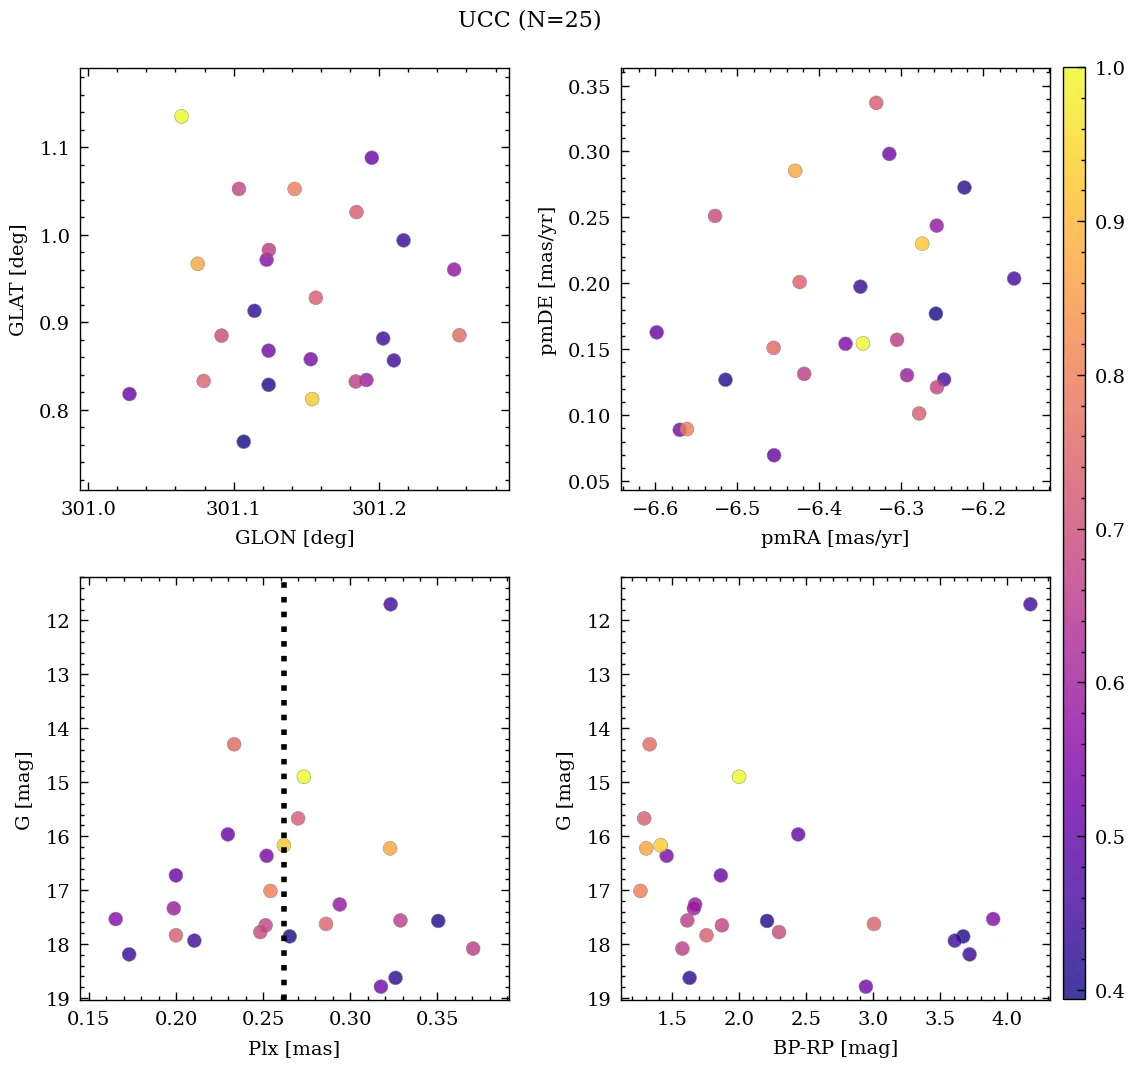 UCC (N=25)
1.1
1.0
0.9
0.8
GLAT [deg]
301.0 301.1 301.2
GLON [deg]
0.35
0.30
0.25
0.20
0.15
0.10
0.05
pmDE [mas/yr]
−6.6 −6.5 −6.4 −6.3 −6.2
pmRA [mas/yr]
1.0
0.9
0.8
0.7
0.6
0.5
0.4
12
13
14
15
16
17
18
19
G [mag]
0.15 0.20 0.25 0.30 0.35
Plx [mas]
12
13
14
15
16
17
18
19
G [mag]
1.5 2.0 2.5 3.0 3.5 4.0
BP-RP [mag]